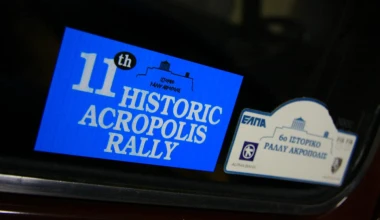 11th
HISTORIC
ACROPOLIS
RALLY
ΕΛΠΑ
6ο ΙΣΤΟΡΙΚΟ
ΡΑΛΛΥ ΑΚΡΟΠΟΛΙΣ